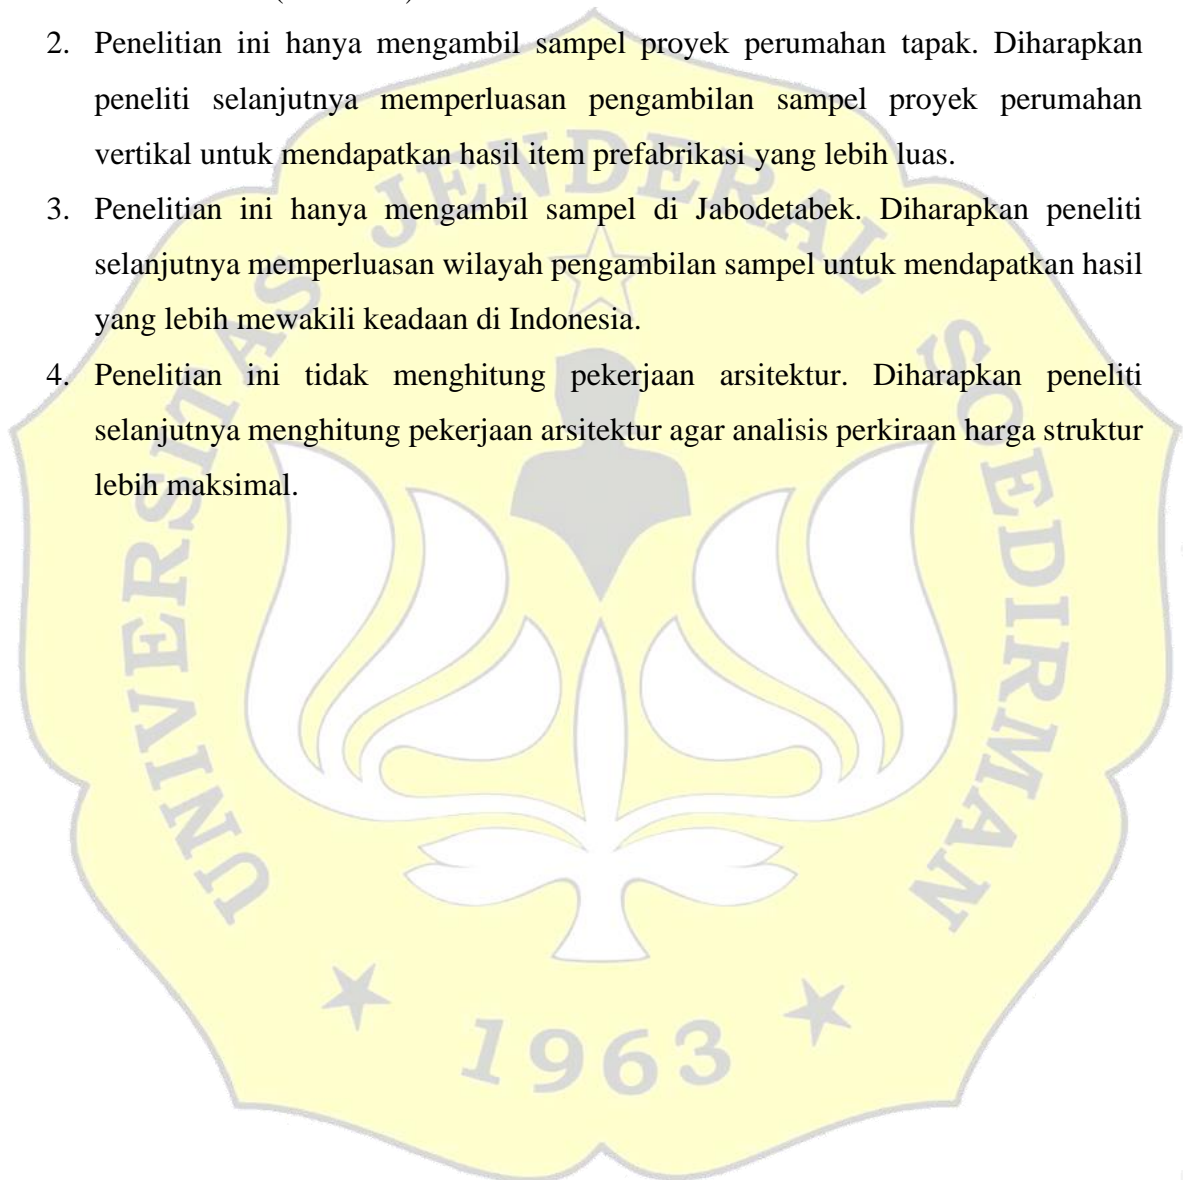 2. Penelitian ini hanya mengambil sampel proyek perumahan tapak. Diharapkan
peneliti selanjutnya memperluasan pengambilan sampel proyek perumahan
vertikal untuk mendapatkan hasil item prefabrikasi yang lebih luas.
3. Penelitian ini hanya mengambil sampel di Jabodetabek. Diharapkan peneliti
selanjutnya memperluasan wilayah pengambilan sampel untuk mendapatkan hasil
yang lebih mewakili keadaan di Indonesia.
4. Penelitian ini tidak menghitung pekerjaan arsitektur. Diharapkan peneliti
selanjutnya menghitung pekerjaan arsitektur agar analisis perkiraan harga struktur
lebih maksimal.
UNIVERSITAS JENDERAL SOEDIRMAN
1963